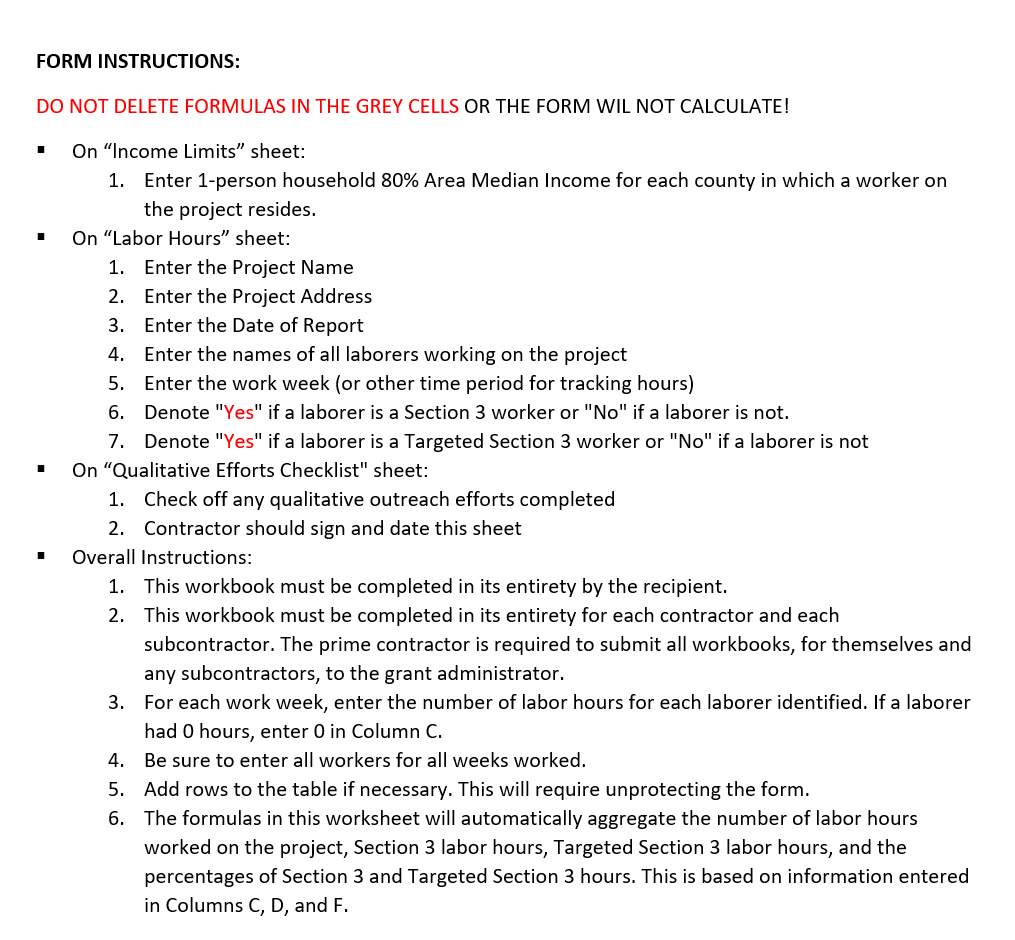 FORM INSTRUCTIONS:
DO NOT DELETE FORMULAS IN THE GREY CELLS OR THE FORM WIL NOT CALCULATE!
▪ On “Income Limits” sheet:
1. Enter 1-person household 80% Area Median Income for each county in which a worker on
the project resides.
▪ On “Labor Hours” sheet:
1. Enter the Project Name
2. Enter the Project Address
3. Enter the Date of Report
4. Enter the names of all laborers working on the project
5. Enter the work week (or other time period for tracking hours)
6. Denote "Yes" if a laborer is a Section 3 worker or "No" if a laborer is not.
7. Denote "Yes" if a laborer is a Targeted Section 3 worker or "No" if a laborer is not
▪ On “Qualitative Efforts Checklist" sheet:
1. Check off any qualitative outreach efforts completed
2. Contractor should sign and date this sheet
▪ Overall Instructions:
1. This workbook must be completed in its entirety by the recipient.
2. This workbook must be completed in its entirety for each contractor and each
subcontractor. The prime contractor is required to submit all workbooks, for themselves and
any subcontractors, to the grant administrator.
3. For each work week, enter the number of labor hours for each laborer identified. If a laborer
had 0 hours, enter 0 in Column C.
4. Be sure to enter all workers for all weeks worked.
5. Add rows to the table if necessary. This will require unprotecting the form.
6. The formulas in this worksheet will automatically aggregate the number of labor hours
worked on the project, Section 3 labor hours, Targeted Section 3 labor hours, and the
percentages of Section 3 and Targeted Section 3 hours. This is based on information entered
in Columns C, D, and F.